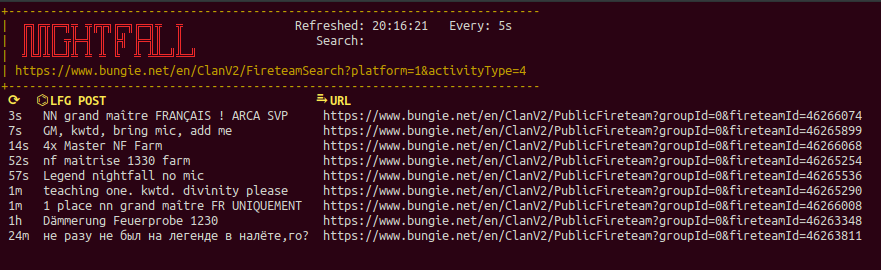 NIGHTFALL
Refreshed: 20:16:21 Every: 5s
Search:
https://www.bungie.net/en/ClanV2/FireteamSearch?platform=1&activityType=4
LFG POST URL
3s NN grand maître FRANÇAIS ! ARCA SVP https://www.bungie.net/en/ClanV2/PublicFireteam?groupId=0&fireteamId=46266074
7s GM, kwtd, bring mic, add me https://www.bungie.net/en/ClanV2/PublicFireteam?groupId=0&fireteamId=46265899
14s 4x Master NF Farm https://www.bungie.net/en/ClanV2/PublicFireteam?groupId=0&fireteamId=46266068
52s nf maitrise 1330 farm https://www.bungie.net/en/ClanV2/PublicFireteam?groupId=0&fireteamId=46265254
57s Legend nightfall no mic https://www.bungie.net/en/ClanV2/PublicFireteam?groupId=0&fireteamId=46265536
1m teaching one. kwtd. divinity please https://www.bungie.net/en/ClanV2/PublicFireteam?groupId=0&fireteamId=46265290
1m 1 place nn grand maître FR UNIQUEMENT https://www.bungie.net/en/ClanV2/PublicFireteam?groupId=0&fireteamId=46266008
1h Dämmerung Feuerprobe 1230 https://www.bungie.net/en/ClanV2/PublicFireteam?groupId=0&fireteamId=46263348
24m не разу не был на легенде в налёте,го? https://www.bungie.net/en/ClanV2/PublicFireteam?groupId=0&fireteamId=46263811